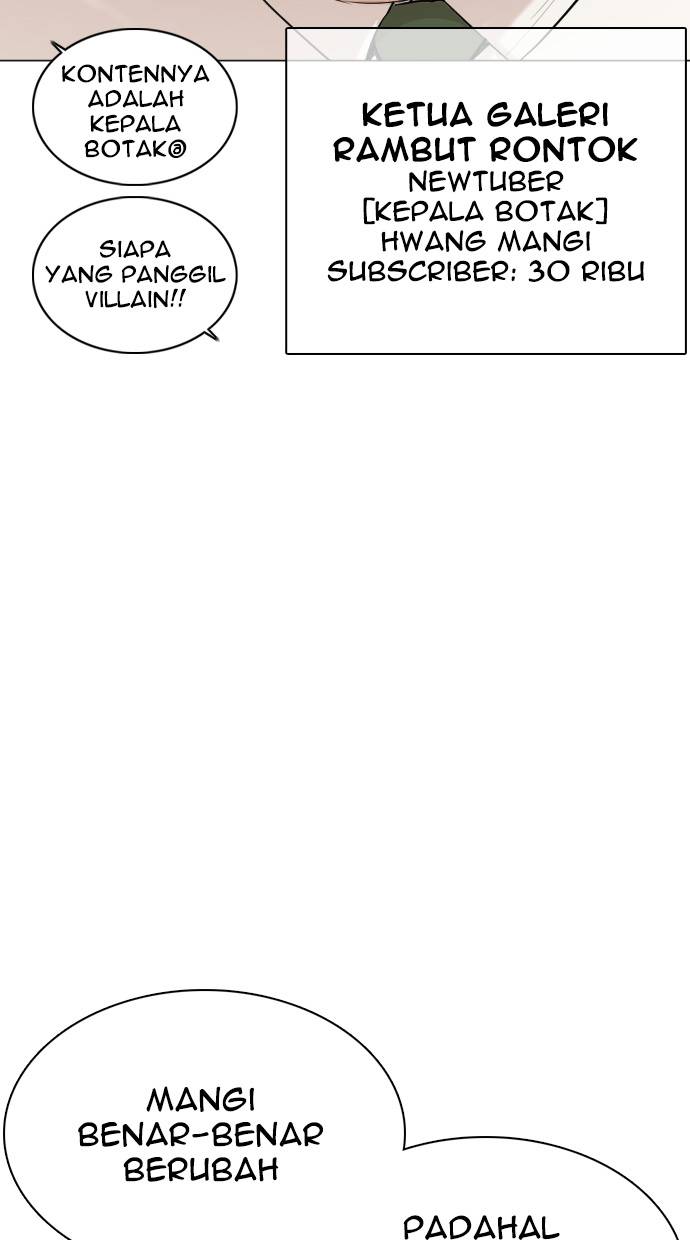 KONTENNYA
ADALAH
KEPALA
BOTAK@
KETUA GALERI
RAMBUT RONTOK
NEWTUBER
[KEPALA BOTAK]
HWANG MANGI
SUBSCRIBER: 30 RIBU
SIAPA
YANG PANGGIL
VILLAIN!!
MANGI
BENAR-BENAR
BERUBAH
PADAHAL